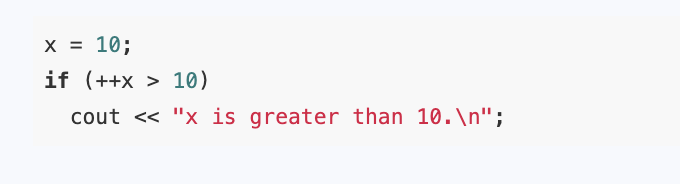 x = 10;
if (++x > 10)
  cout << "x is greater than 10.\n";